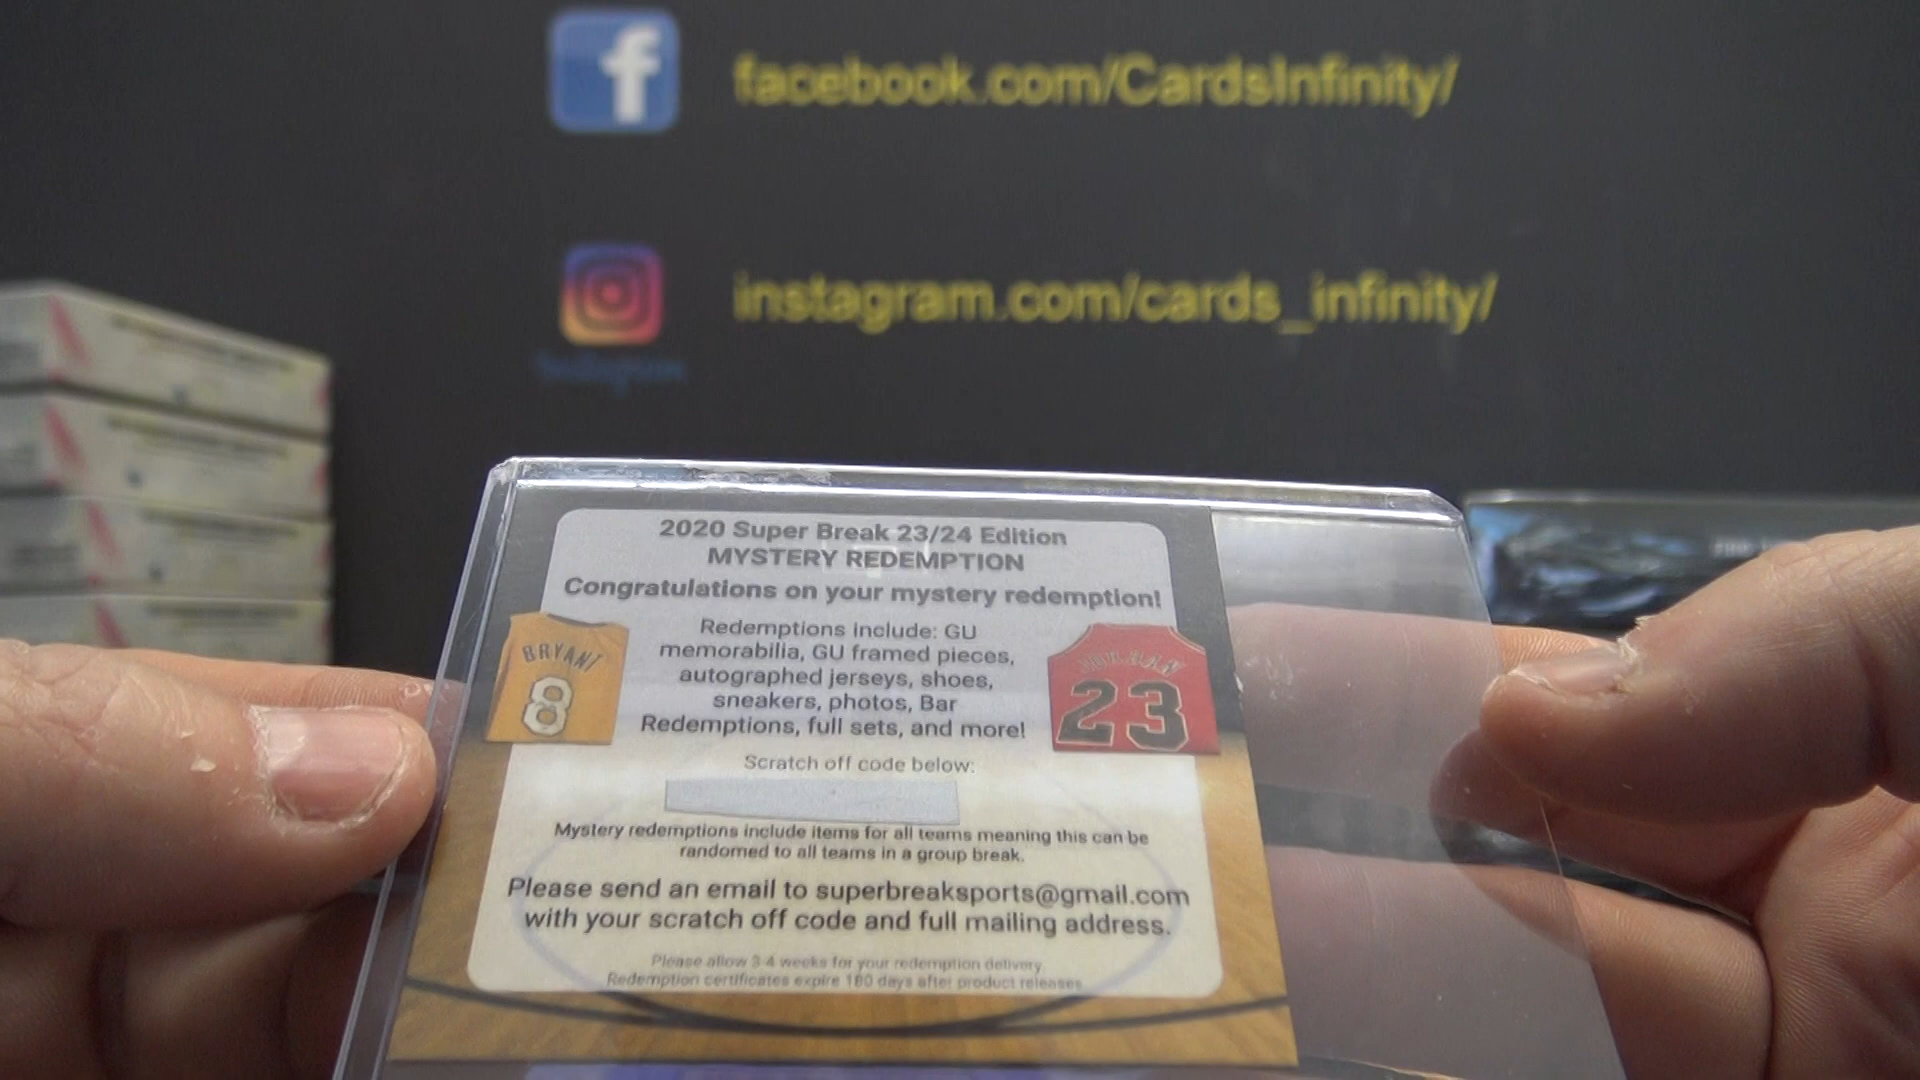 facebook.com/CardsInfinity/
instagram.com/cards_infinity/
Instagram
2020 Super Break 23/24 Edition
MYSTERY REDEMPTION
Congratulations on your mystery redemption!
Redemptions include: GU
memorabilia, GU framed pieces,
autographed jerseys, shoes,
sneakers, photos, Bar
Redemptions, full sets, and more!
BRYANT
8
JORDAN
23
Scratch off code below:
Mystery redemptions include items for all teams meaning this can be
randomed to all teams in a group break.
Please send an email to superbreaksports@gmail.com
with your scratch off code and full mailing address.
Please allow 3-4 weeks for your redemption delivery
Redemption certificates expire 180 days after product releases